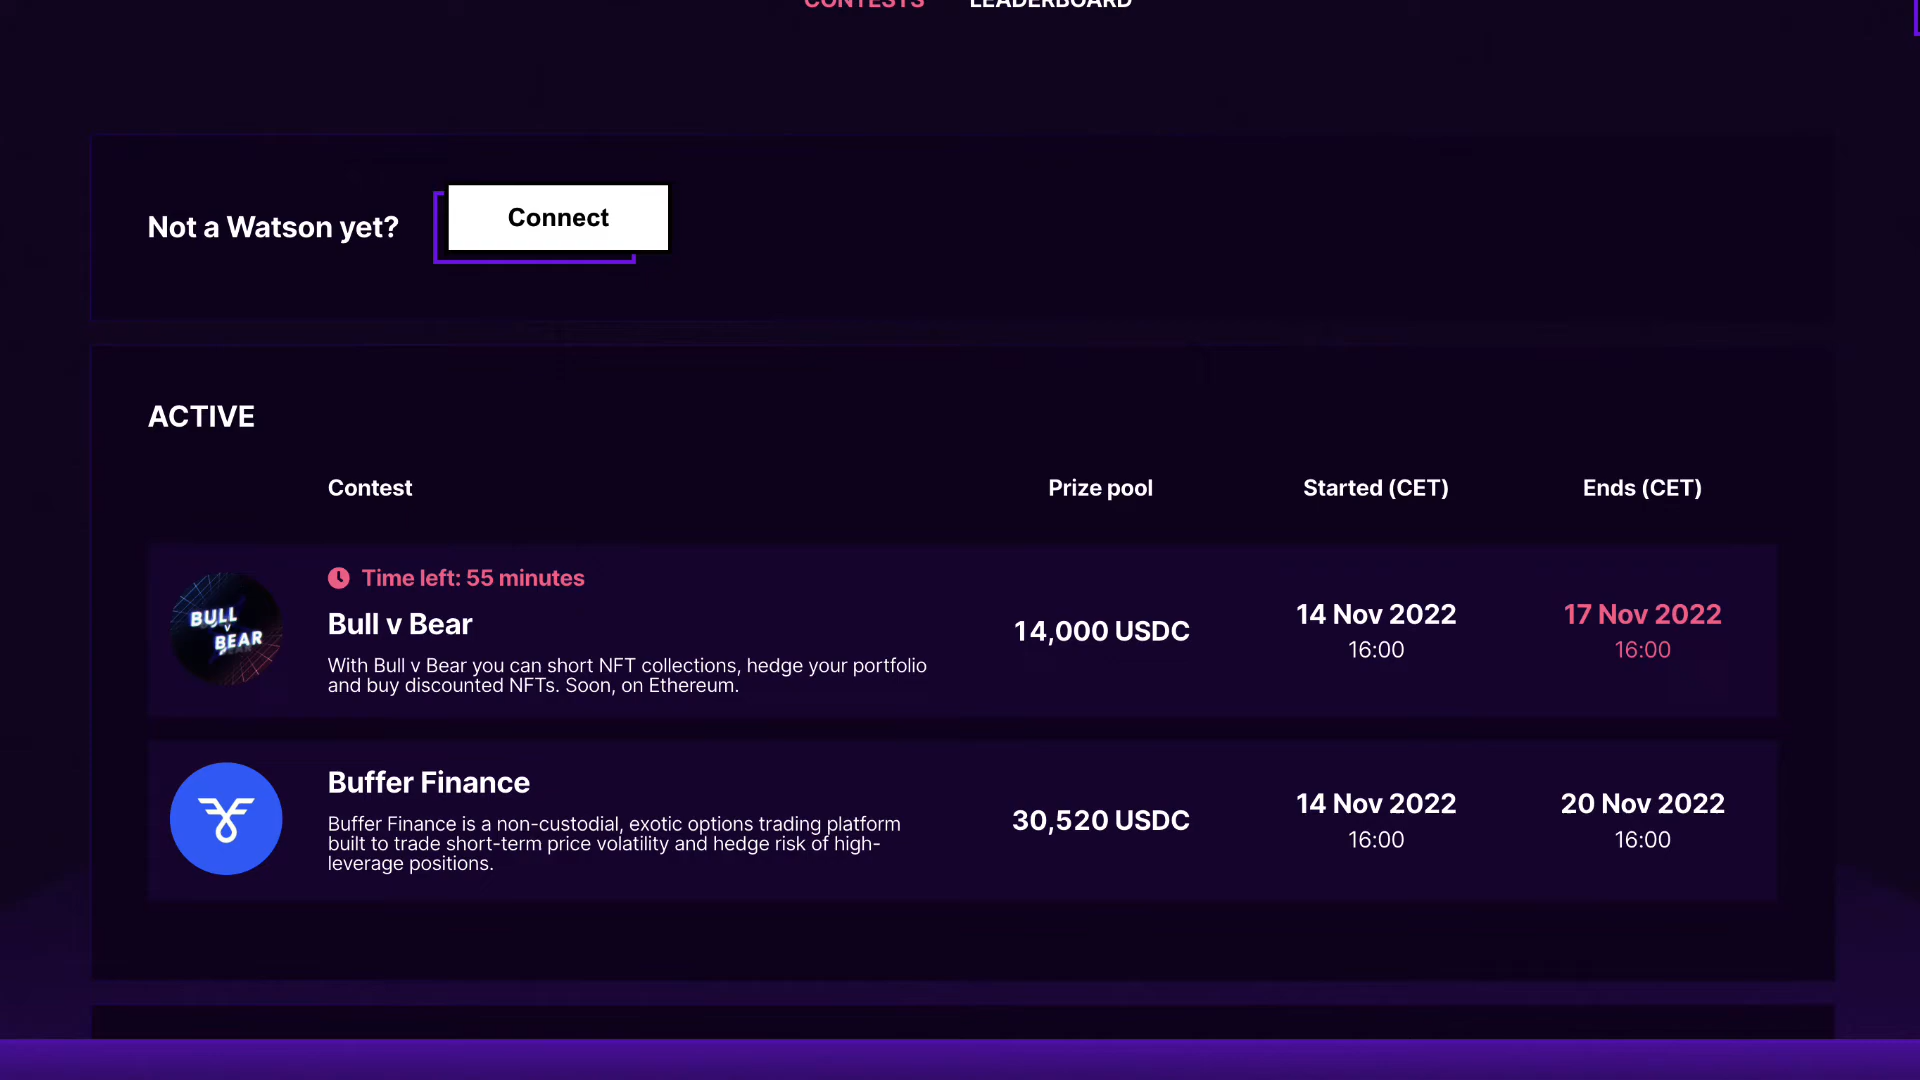 CONTESTS LEADERBOARD
Not a Watson yet? Connect
ACTIVE
Contest Prize pool Started (CET) Ends (CET)
Time left: 55 minutes
BULL
V
BEAR
Bull v Bear
With Bull v Bear you can short NFT collections, hedge your portfolio
and buy discounted NFTs. Soon, on Ethereum.
14,000 USDC
14 Nov 2022
16:00
17 Nov 2022
16:00
Buffer Finance
Buffer Finance is a non-custodial, exotic options trading platform
built to trade short-term price volatility and hedge risk of high-
leverage positions.
30,520 USDC
14 Nov 2022
16:00
20 Nov 2022
16:00